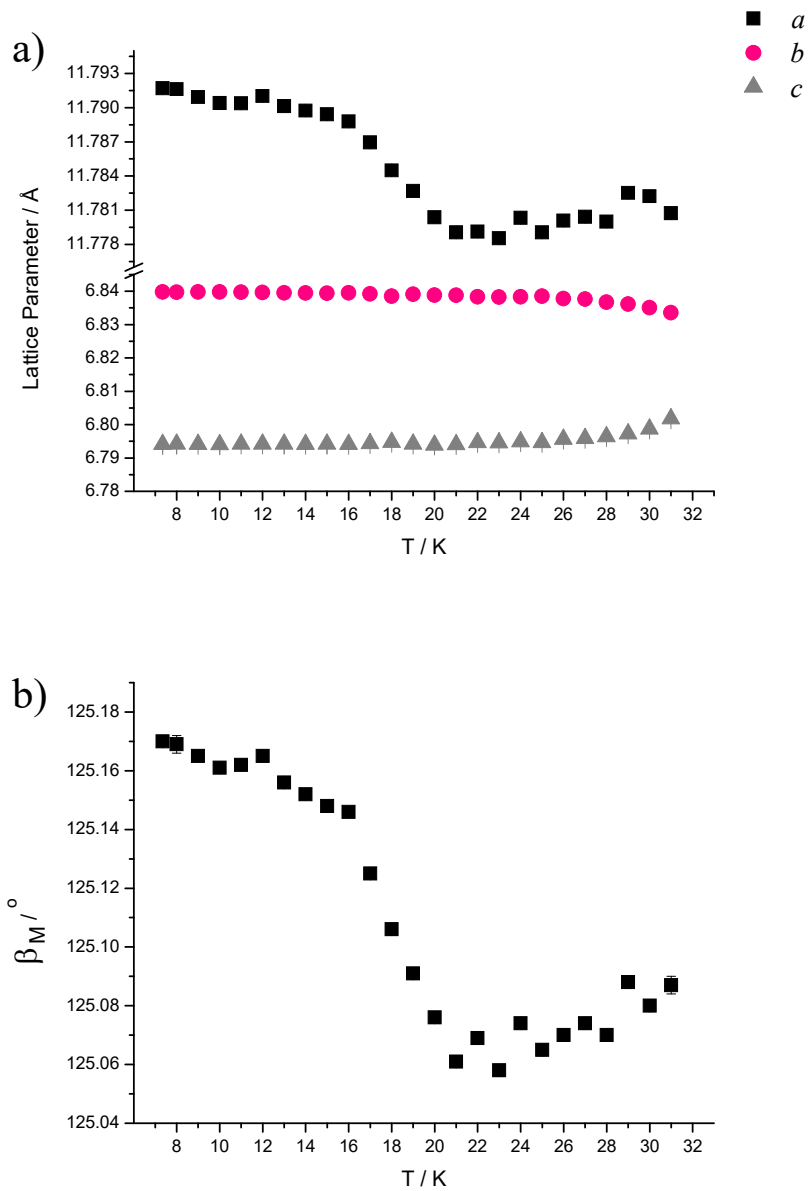 a
b
c
a)
11.793
11.790
11.787
11.784
11.781
11.778
6.84
6.83
6.82
6.81
6.80
6.79
6.78
Lattice Parameter / Å
8 10 12 14 16 18 20 22 24 26 28 30 32
T / K
b)
125.18
125.16
125.14
125.12
125.10
125.08
125.06
125.04
βM / °
8 10 12 14 16 18 20 22 24 26 28 30 32
T / K